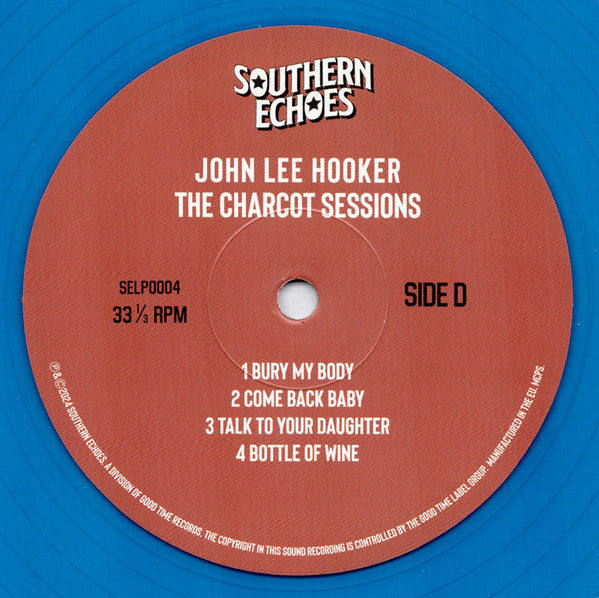 SOUTHERN
ECHOES
JOHN LEE HOOKER
THE CHARCOT SESSIONS
SELP0004
33 ⅓ RPM
SIDE D
1 BURY MY BODY
2 COME BACK BABY
3 TALK TO YOUR DAUGHTER
4 BOTTLE OF WINE
℗ & © 2024 SOUTHERN ECHOES, A DIVISION OF GOOD TIME RECORDS. THE COPYRIGHT IN THIS SOUND RECORDING IS CONTROLLED BY THE GOOD TIME LABEL GROUP. MANUFACTURED IN THE EU. MCPS.